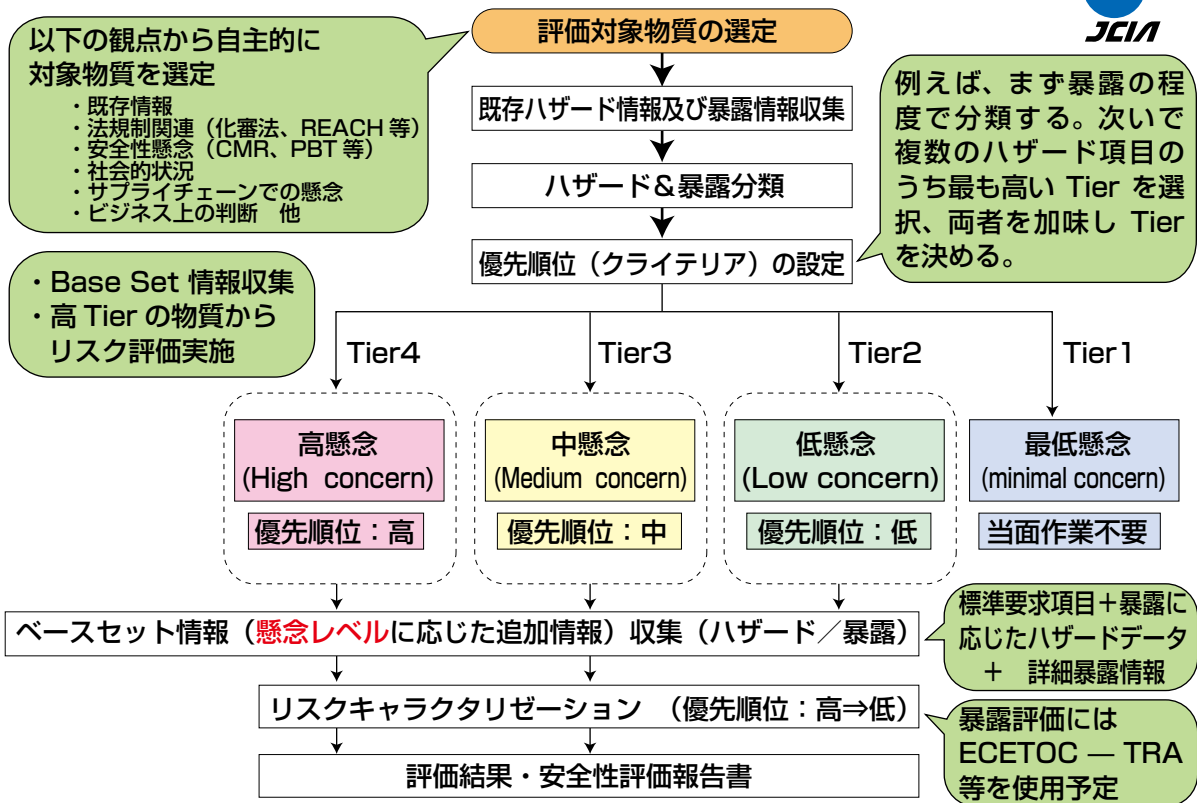 JCIA
評価対象物質の選定
以下の観点から自主的に
対象物質を選定
・既存情報
・法規制関連（化審法、REACH 等）
・安全性懸念（CMR、PBT 等）
・社会的状況
・サプライチェーンでの懸念
・ビジネス上の判断　他
既存ハザード情報及び暴露情報収集
ハザード＆暴露分類
優先順位（クライテリア）の設定
例えば、まず暴露の程
度で分類する。次いで
複数のハザード項目の
うち最も高い Tier を選
択、両者を加味し Tier
を決める。
・Base Set 情報収集
・高 Tier の物質から
リスク評価実施
Tier4
Tier3
Tier2
Tier1
高懸念
(High concern)
優先順位：高
中懸念
(Medium concern)
優先順位：中
低懸念
(Low concern)
優先順位：低
最低懸念
(minimal concern)
当面作業不要
ベースセット情報（懸念レベルに応じた追加情報）収集（ハザード／暴露）
標準要求項目＋暴露に
応じたハザードデータ
＋　詳細暴露情報
リスクキャラクタリゼーション　（優先順位：高⇒低）
暴露評価には
ECETOC ― TRA
等を使用予定
評価結果・安全性評価報告書